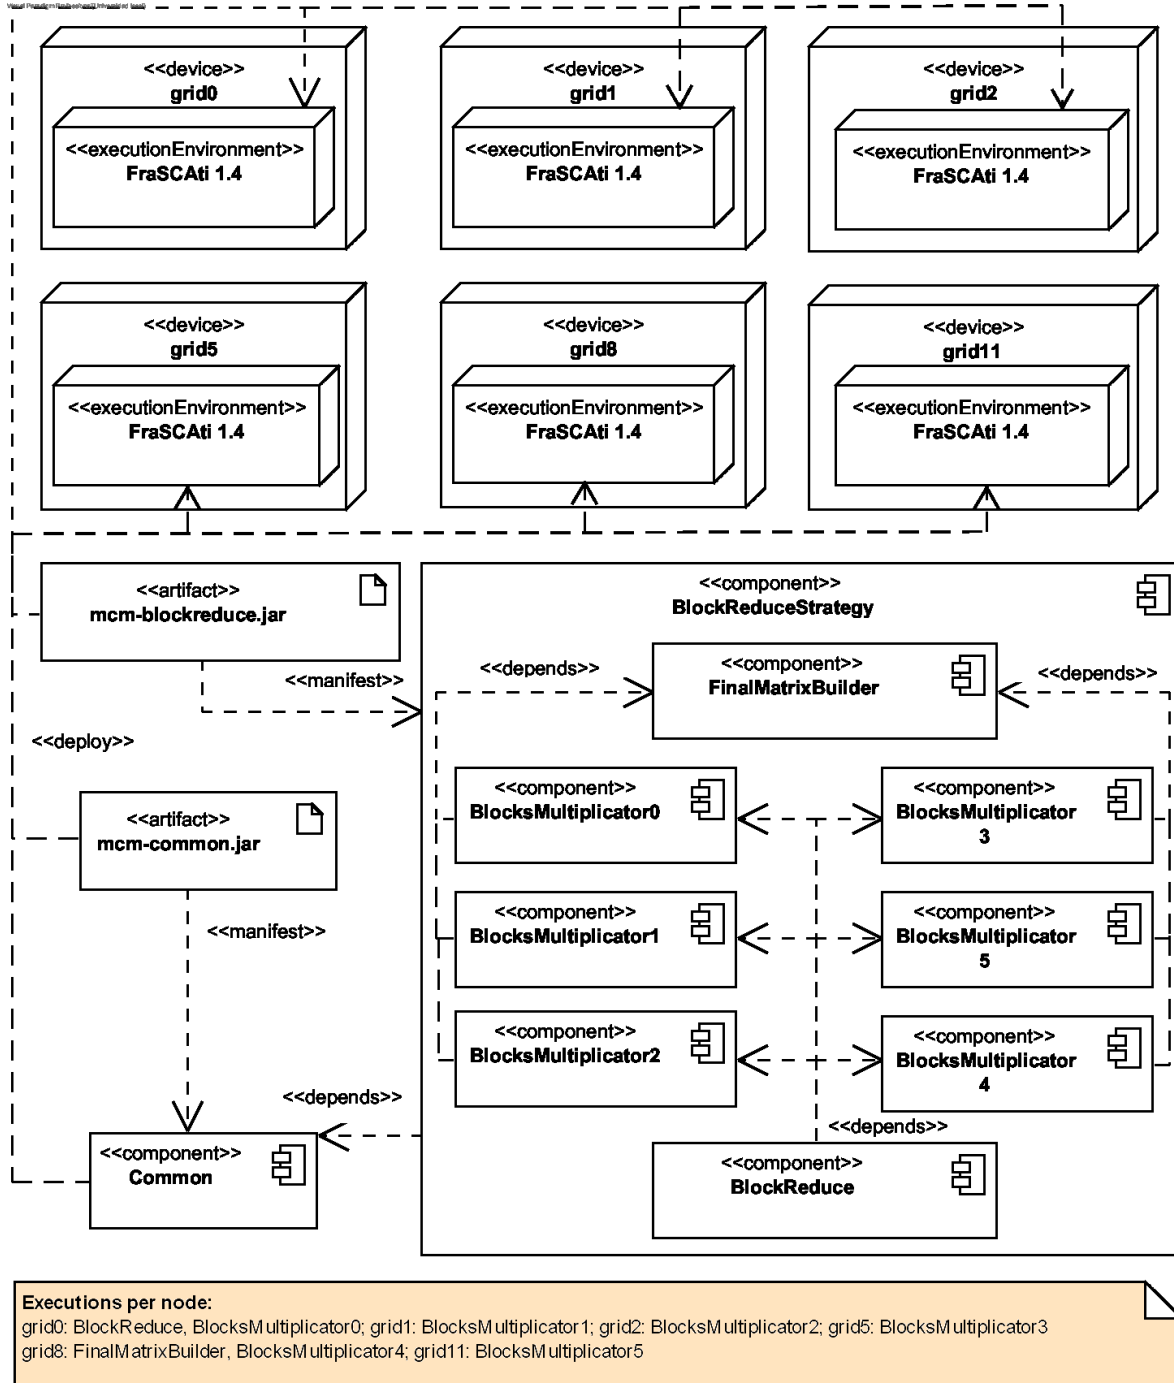 <<device>>
grid0
<<executionEnvironment>>
FraSCAti 1.4
<<device>>
grid1
<<executionEnvironment>>
FraSCAti 1.4
<<device>>
grid2
<<executionEnvironment>>
FraSCAti 1.4
<<device>>
grid5
<<executionEnvironment>>
FraSCAti 1.4
<<device>>
grid8
<<executionEnvironment>>
FraSCAti 1.4
<<device>>
grid11
<<executionEnvironment>>
FraSCAti 1.4
<<artifact>>
mcm-blockreduce.jar
<<manifest>>
<<deploy>>
<<artifact>>
mcm-common.jar
<<manifest>>
<<depends>>
<<component>>
Common
<<component>>
BlockReduceStrategy
<<depends>>
<<component>>
FinalMatrixBuilder
<<depends>>
<<component>>
BlocksMultiplicator0
<<component>>
BlocksMultiplicator
3
<<component>>
BlocksMultiplicator1
<<component>>
BlocksMultiplicator
5
<<component>>
BlocksMultiplicator2
<<component>>
BlocksMultiplicator
4
<<depends>>
<<component>>
BlockReduce
Executions per node:
grid0: BlockReduce, BlocksMultiplicator0; grid1: BlocksMultiplicator1; grid2: BlocksMultiplicator2; grid5: BlocksMultiplicator3
grid8: FinalMatrixBuilder, BlocksMultiplicator4; grid11: BlocksMultiplicator5